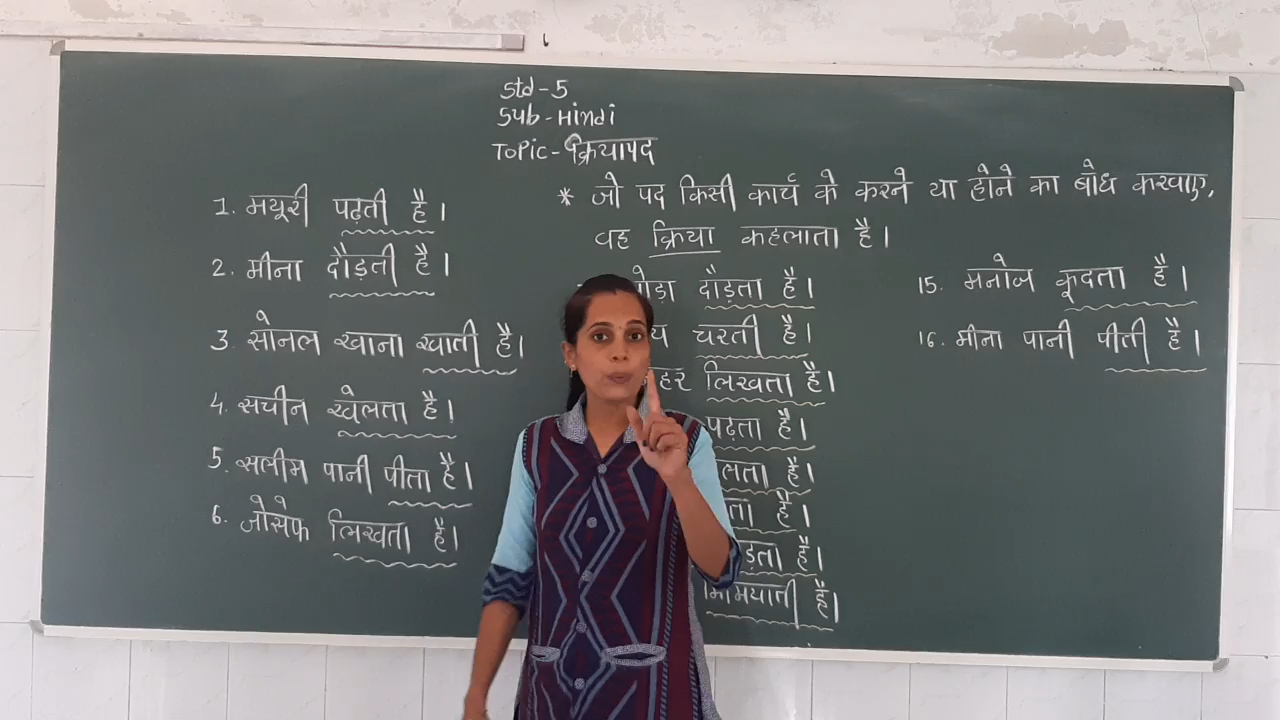 Std-5
Sub-Hindi
Topic-क्रियापद
1. मयूरी पढ़ती है।
2. मीना दौड़ती है।
3. सोनल खाना खाती है।
4. सचीन खेलता है।
5. सलीम पानी पीता है।
6. जोसेफ लिखता है।
* जो पद किसी कार्य के करने या होने का बोध करवाए,
वह क्रिया कहलाता है।
दौड़ता है।
चरती है।
लिखता है।
पढ़ता है।
है।
है।
है।
मिमियाती है।
15. मनोज कूदता है।
16. मीना पानी पीती है।